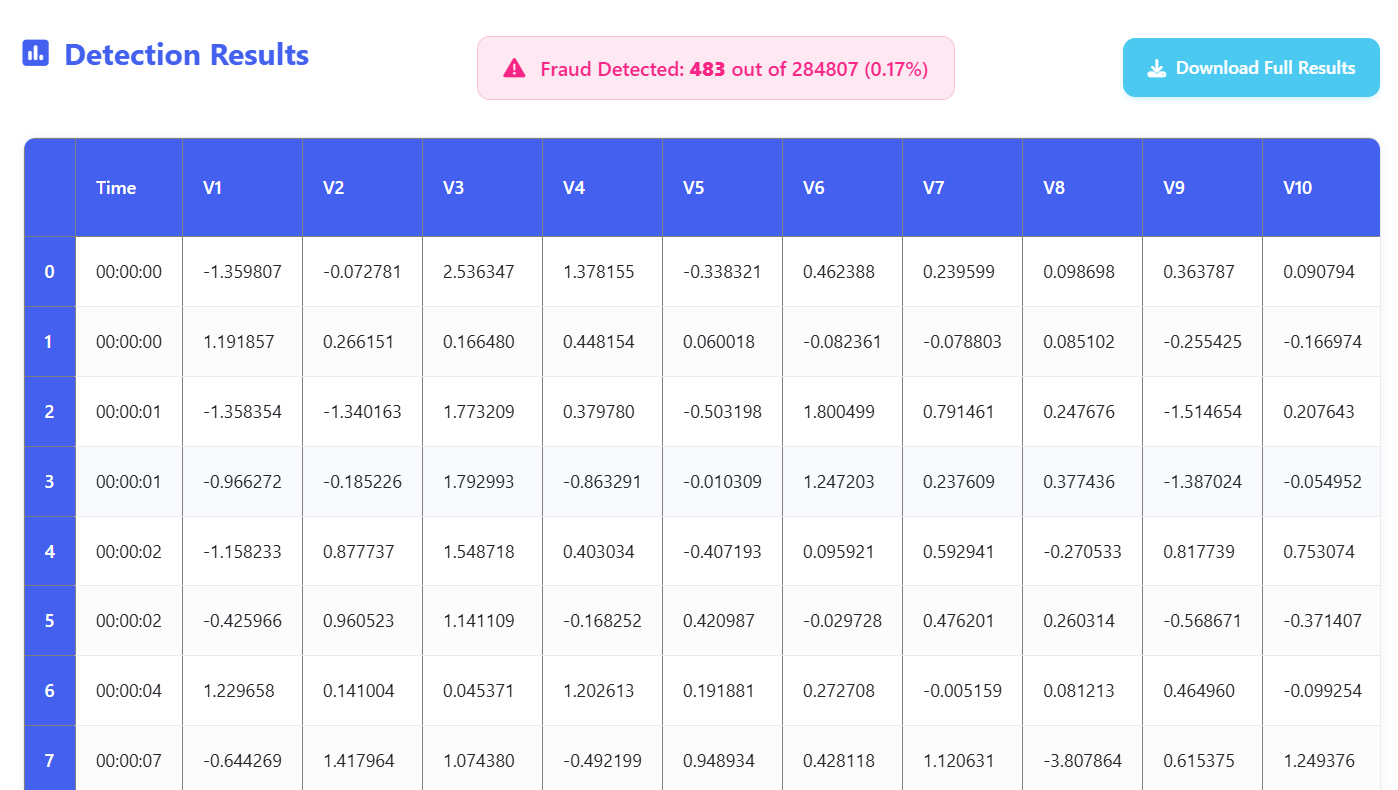 Detection Results
Fraud Detected: 483 out of 284807 (0.17%)
Download Full Results
Time V1 V2 V3 V4 V5 V6 V7 V8 V9 V10
0 00:00:00 -1.359807 -0.072781 2.536347 1.378155 -0.338321 0.462388 0.239599 0.098698 0.363787 0.090794
1 00:00:00 1.191857 0.266151 0.166480 0.448154 0.060018 -0.082361 -0.078803 0.085102 -0.255425 -0.166974
2 00:00:01 -1.358354 -1.340163 1.773209 0.379780 -0.503198 1.800499 0.791461 0.247676 -1.514654 0.207643
3 00:00:01 -0.966272 -0.185226 1.792993 -0.863291 -0.010309 1.247203 0.237609 0.377436 -1.387024 -0.054952
4 00:00:02 -1.158233 0.877737 1.548718 0.403034 -0.407193 0.095921 0.592941 -0.270533 0.817739 0.753074
5 00:00:02 -0.425966 0.960523 1.141109 -0.168252 0.420987 -0.029728 0.476201 0.260314 -0.568671 -0.371407
6 00:00:04 1.229658 0.141004 0.045371 1.202613 0.191881 0.272708 -0.005159 0.081213 0.464960 -0.099254
7 00:00:07 -0.644269 1.417964 1.074380 -0.492199 0.948934 0.428118 1.120631 -3.807864 0.615375 1.249376